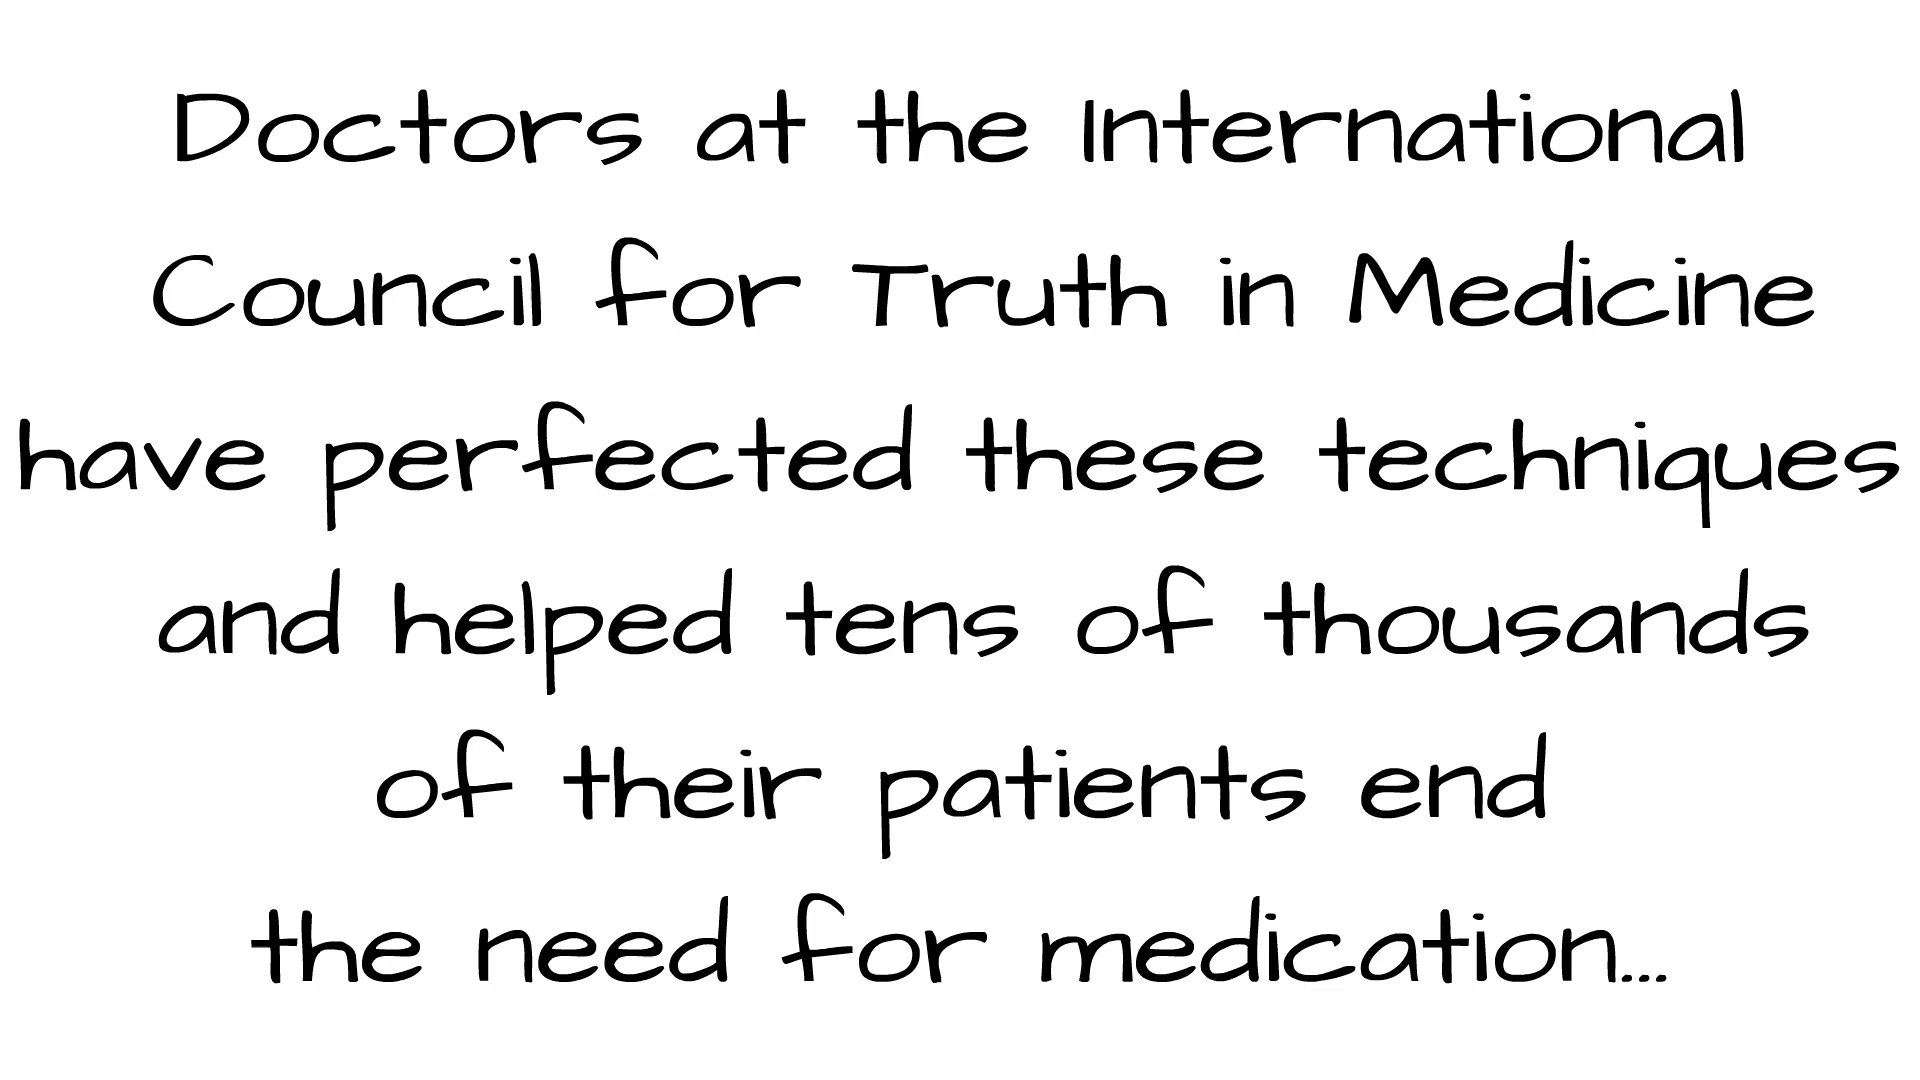 Doctors at the International
Council for Truth in Medicine
have perfected these techniques
and helped tens of thousands
of their patients end
the need for medication...